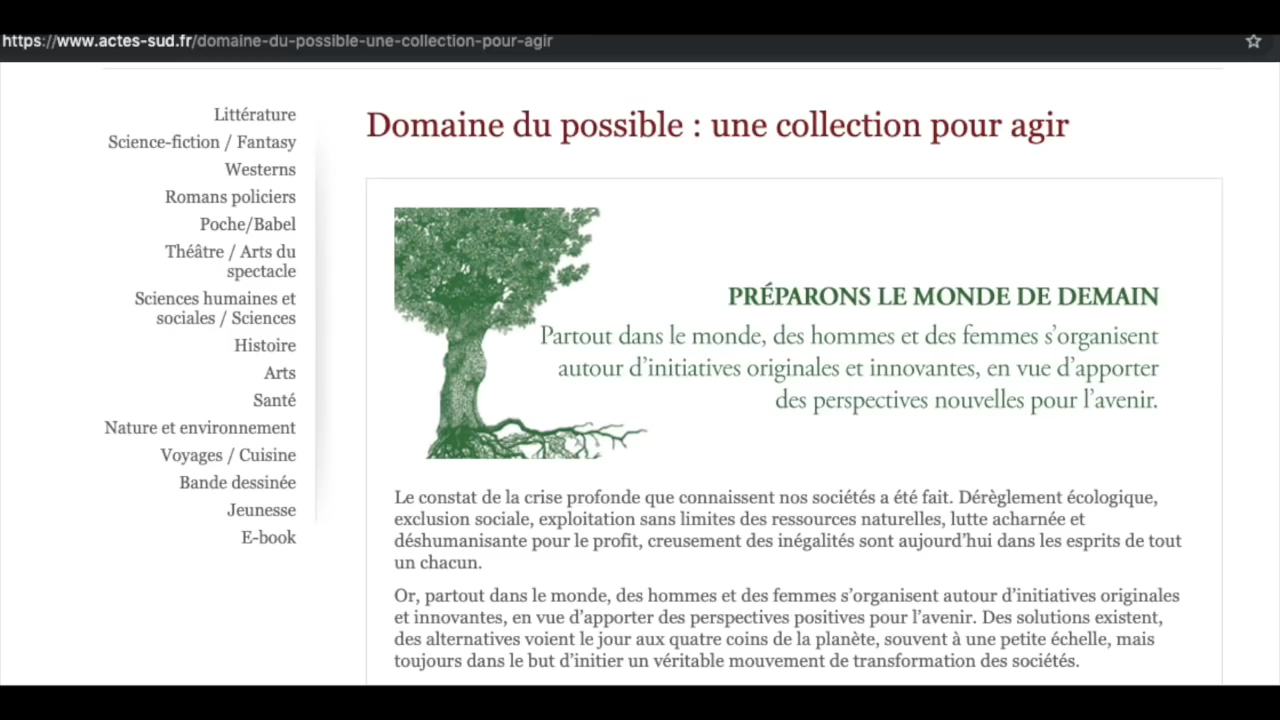 https://www.actes-sud.fr/domaine-du-possible-une-collection-pour-agir
Littérature
Science-fiction / Fantasy
Westerns
Romans policiers
Poche/Babel
Théâtre / Arts du
spectacle
Sciences humaines et
sociales / Sciences
Histoire
Arts
Santé
Nature et environnement
Voyages / Cuisine
Bande dessinée
Jeunesse
E-book
Domaine du possible : une collection pour agir
PRÉPARONS LE MONDE DE DEMAIN
Partout dans le monde, des hommes et des femmes s'organisent
autour d'initiatives originales et innovantes, en vue d'apporter
des perspectives nouvelles pour l'avenir.
Le constat de la crise profonde que connaissent nos sociétés a été fait. Dérèglement écologique,
exclusion sociale, exploitation sans limites des ressources naturelles, lutte acharnée et
déshumanisante pour le profit, creusement des inégalités sont aujourd'hui dans les esprits de tout
un chacun.
Or, partout dans le monde, des hommes et des femmes s'organisent autour d'initiatives originales
et innovantes, en vue d'apporter des perspectives positives pour l'avenir. Des solutions existent,
des alternatives voient le jour aux quatre coins de la planète, souvent à une petite échelle, mais
toujours dans le but d'initier un véritable mouvement de transformation des sociétés.